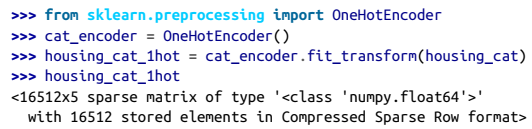 >>> from sklearn.preprocessing import OneHotEncoder
>>> cat_encoder = OneHotEncoder()
>>> housing_cat_1hot = cat_encoder.fit_transform(housing_cat)
>>> housing_cat_1hot
<16512x5 sparse matrix of type '<class 'numpy.float64'>'
  with 16512 stored elements in Compressed Sparse Row format>